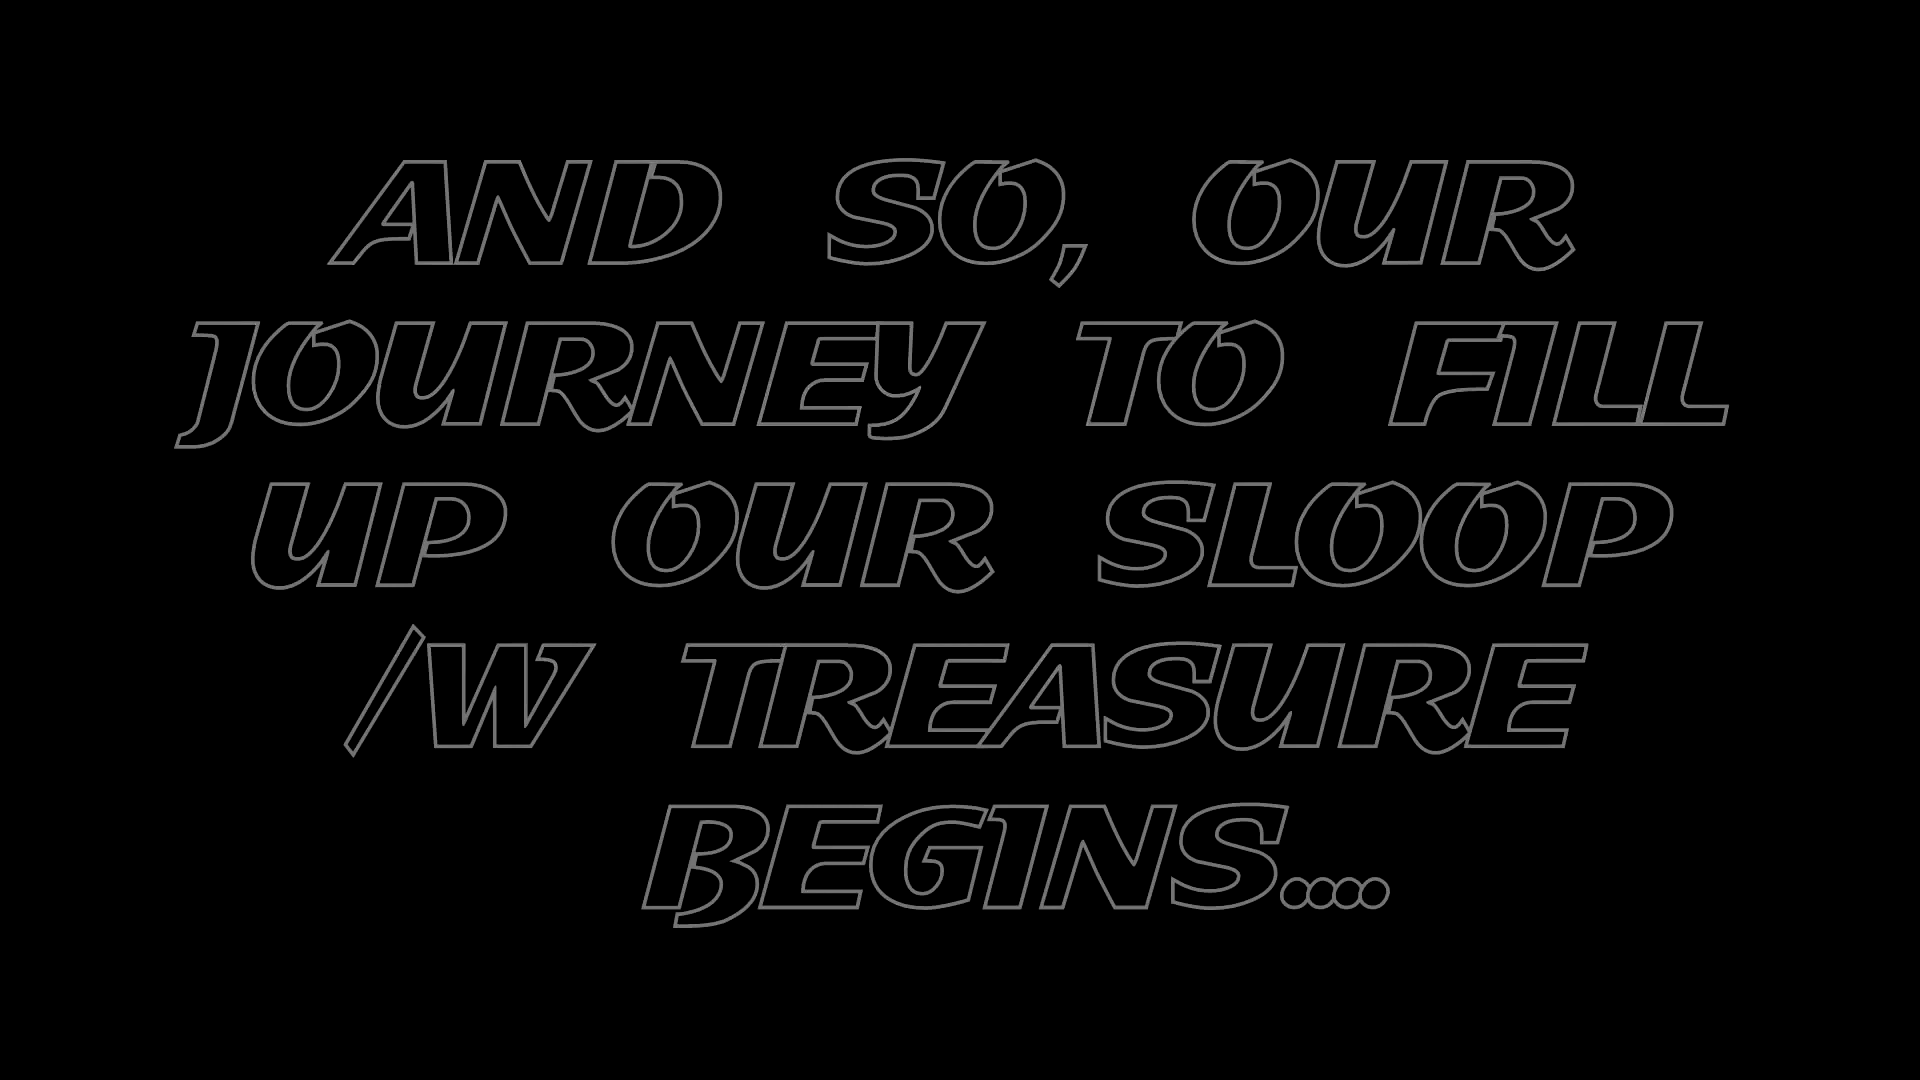 AND SO, OUR
JOURNEY TO FILL
UP OUR SLOOP
/W TREASURE
BEGINS....